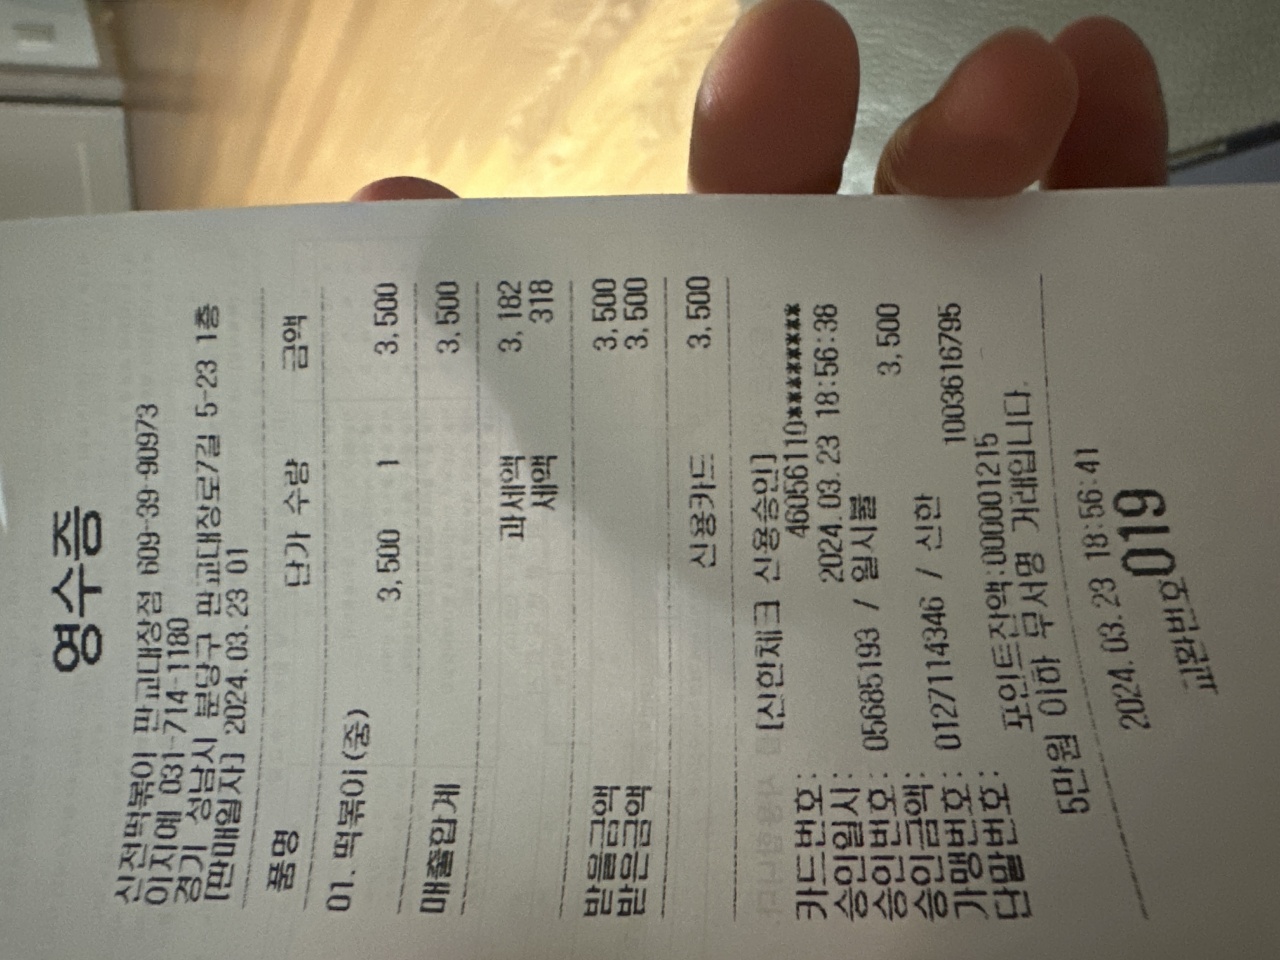 영수증
신전떡볶이 판교대장점 609-39-90973
이지예 031-714-1180
경기 성남시 분당구 판교대장로7길 5-23 1층
[판매일자] 2024.03.23 01
품명 단가 수량 금액
01. 떡볶이(중)
3,500 1 3,500
매출합계 3,500
과세액 3,182
세액 318
받을금액 3,500
받은금액 3,500
신용카드 3,500
[신한체크 신용승인]
카드번호: 46056110********
승인일시: 2024.03.23 18:56:38
승인번호: 05685193 / 일시불
승인금액: 3,500
가맹번호: 0127114346 / 신한
단말번호: 1003616795
포인트잔액:000001215
5만원 이하 무서명 거래입니다.
2024.03.23 18:56:41
교환번호019